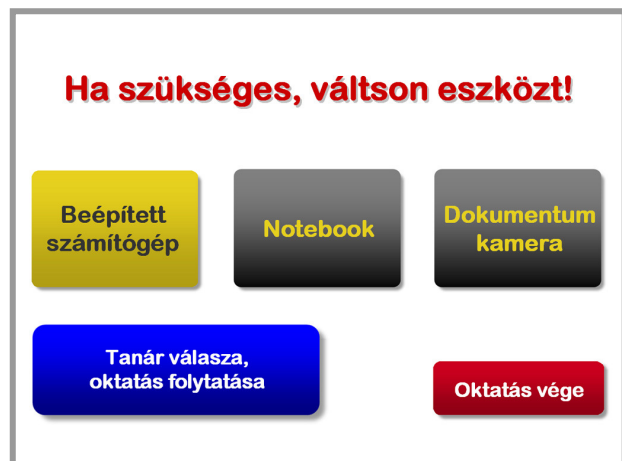 Ha szükséges, váltson eszközt!
Beépített
számítógép
Notebook
Dokumentum
kamera
Tanár válasza,
oktatás folytatása
Oktatás vége